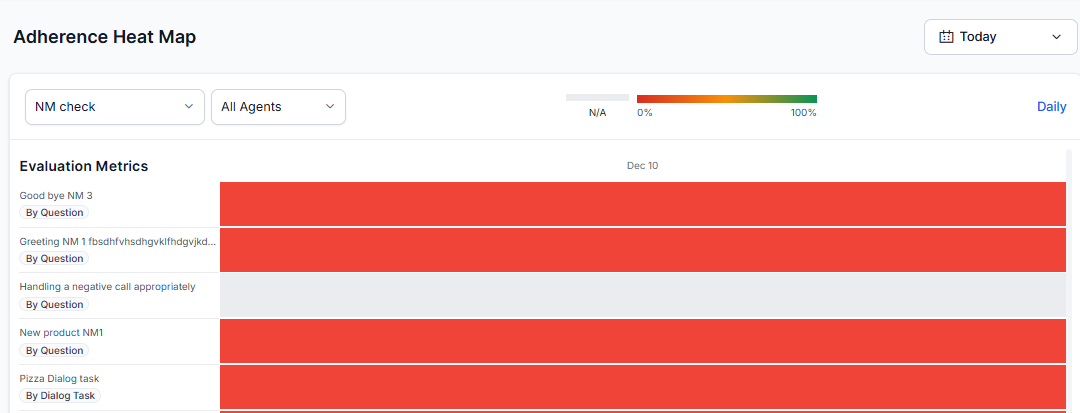 Adherence Heat Map
Today
NM check
All Agents
N/A
0%
100%
Daily
Evaluation Metrics
Dec 10
Good bye NM 3
By Question
Greeting NM 1 fbsdhfvhsdhgvklfhdgvjkd...
By Question
Handling a negative call appropriately
By Question
New product NM1
By Question
Pizza Dialog task
By Dialog Task